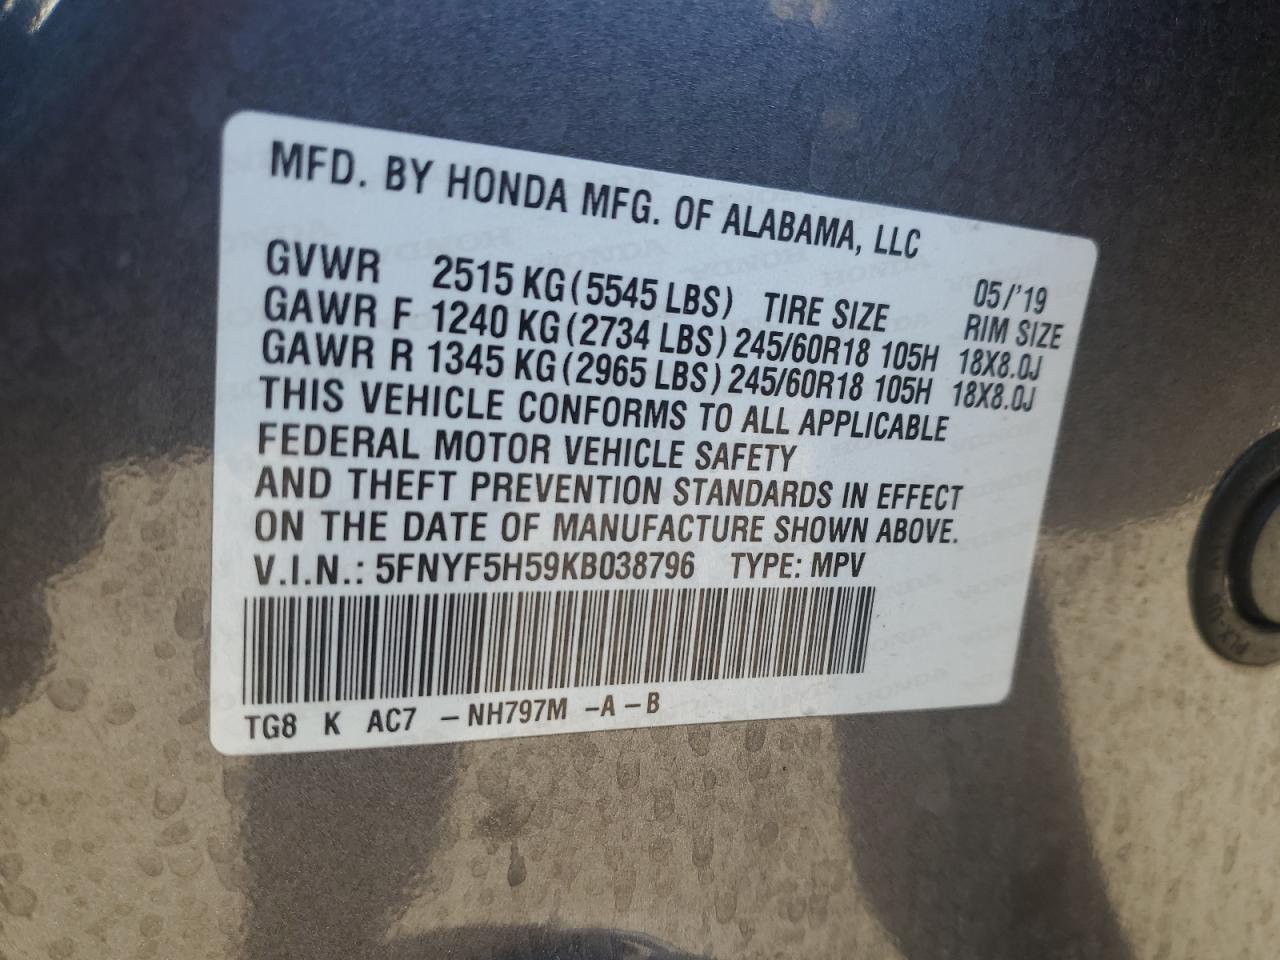 MFD. BY HONDA MFG. OF ALABAMA, LLC
05/'19
GVWR 2515 KG (5545 LBS) TIRE SIZE RIM SIZE
GAWR F 1240 KG (2734 LBS) 245/60R18 105H 18X8.0J
GAWR R 1345 KG (2965 LBS) 245/60R18 105H 18X8.0J
THIS VEHICLE CONFORMS TO ALL APPLICABLE
FEDERAL MOTOR VEHICLE SAFETY
AND THEFT PREVENTION STANDARDS IN EFFECT
ON THE DATE OF MANUFACTURE SHOWN ABOVE.
V.I.N.: 5FNYF5H59KB038796 TYPE: MPV
TG8 K AC7 -NH797M -A-B